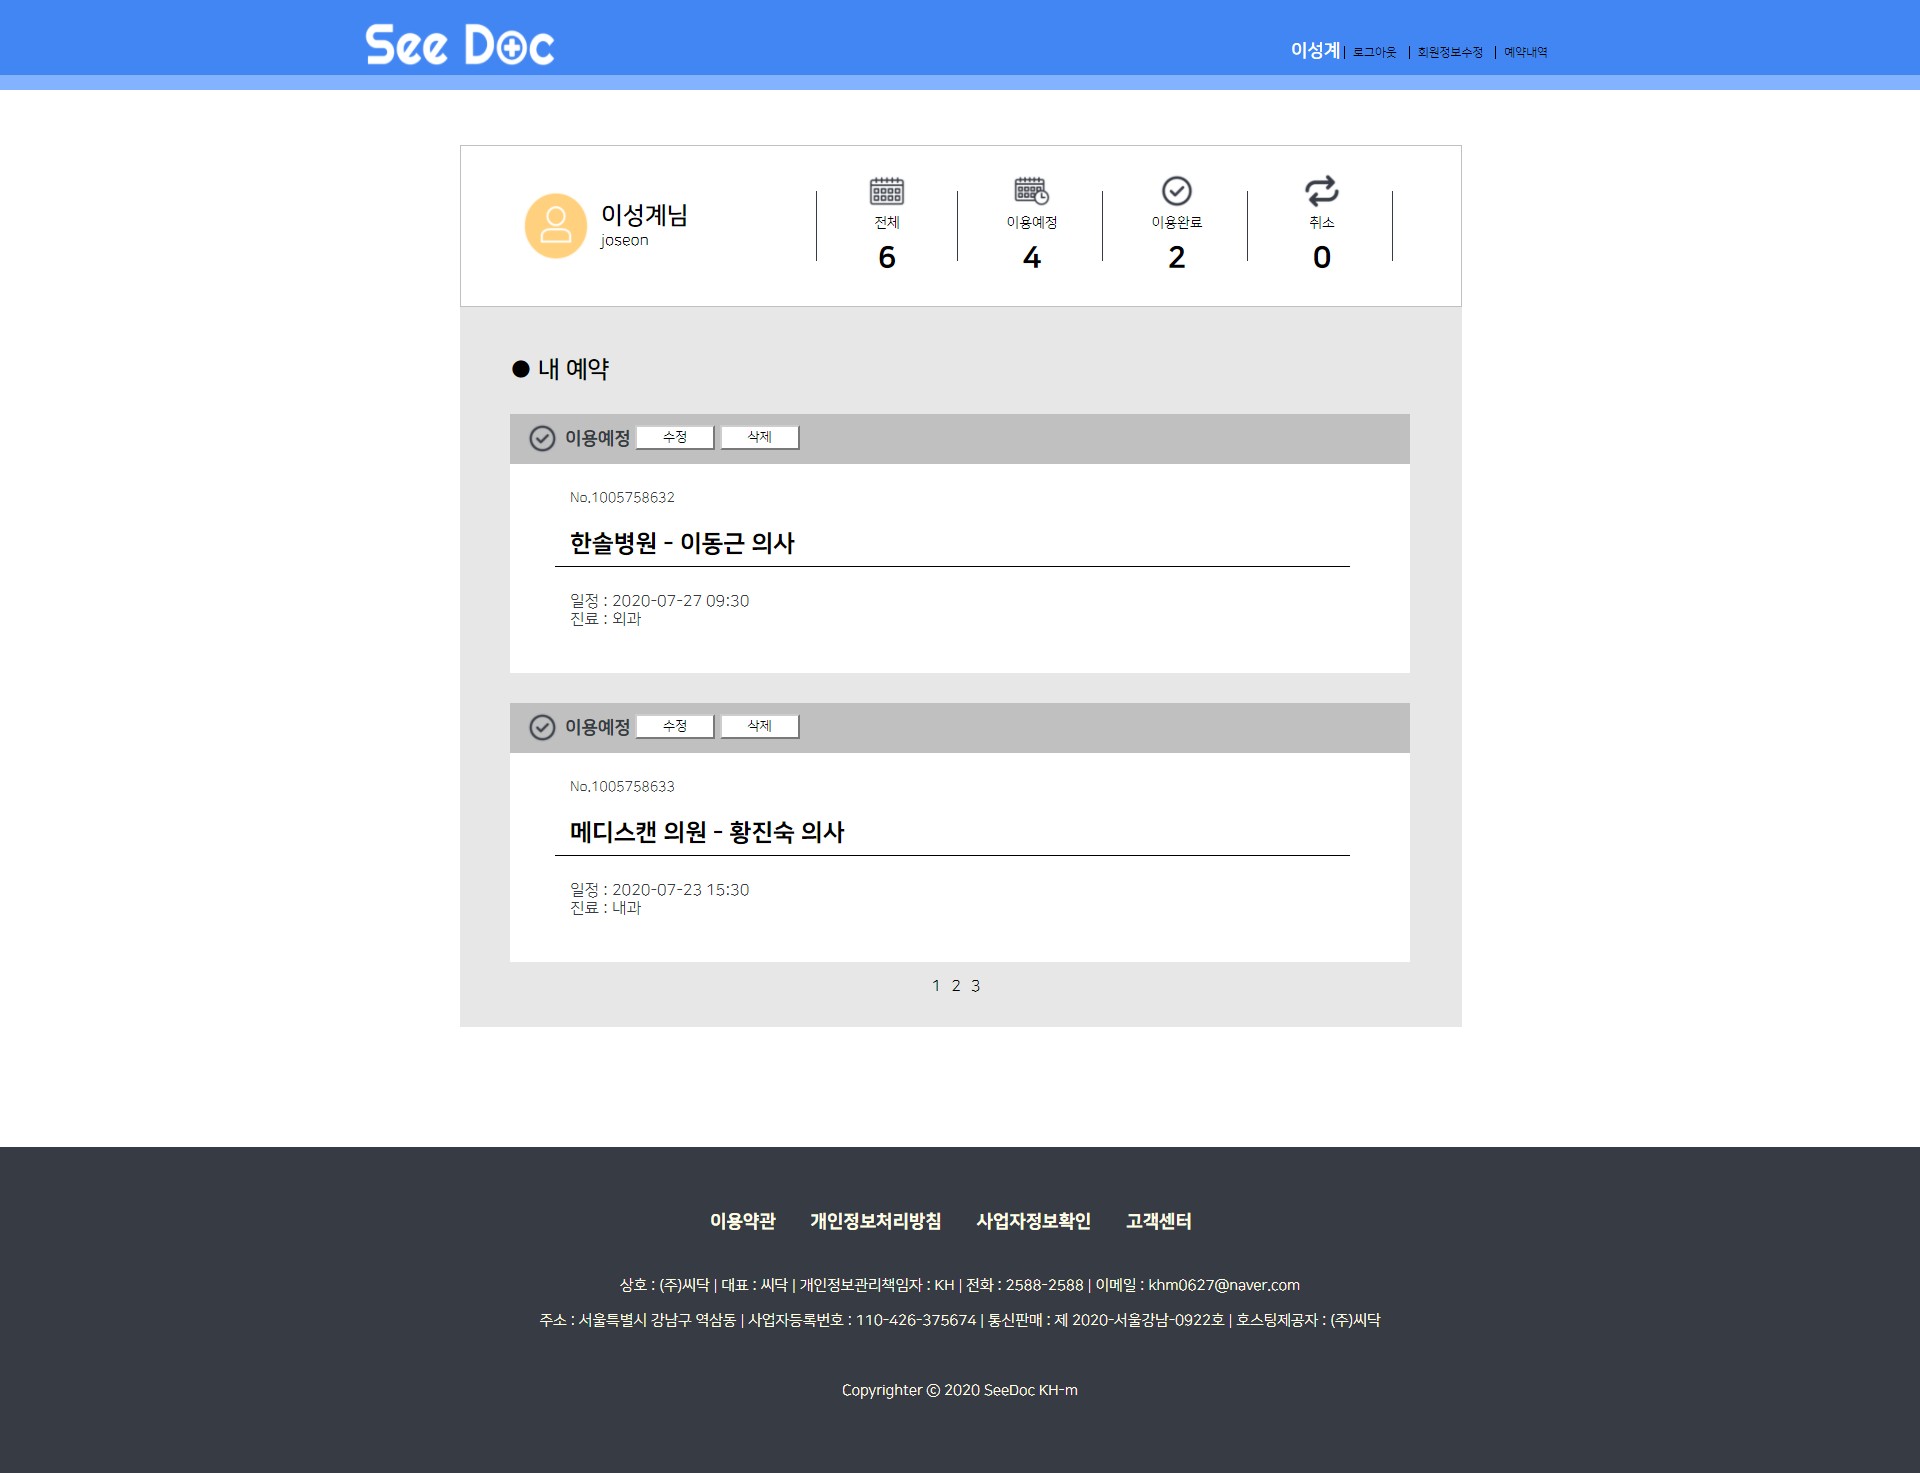 See Doc
이성계 | 로그아웃 | 회원정보수정 | 예약내역
이성계님
joseon
전체
6
이용예정
4
이용완료
2
취소
0
● 내 예약
이용예정 수정 삭제
No.1005758632
한솔병원 - 이동근 의사
일정 : 2020-07-27 09:30
진료 : 외과
이용예정 수정 삭제
No.1005758633
메디스캔 의원 - 황진숙 의사
일정 : 2020-07-23 15:30
진료 : 내과
1 2 3
이용약관 개인정보처리방침 사업자정보확인 고객센터
상호 : (주)씨닥 | 대표 : 씨닥 | 개인정보관리책임자 : KH | 전화 : 2588-2588 | 이메일 : khm0627@naver.com
주소 : 서울특별시 강남구 역삼동 | 사업자등록번호 : 110-426-375674 | 통신판매 : 제 2020-서울강남-0922호 | 호스팅제공자 : (주)씨닥
Copyrighter ⓒ 2020 SeeDoc KH-m